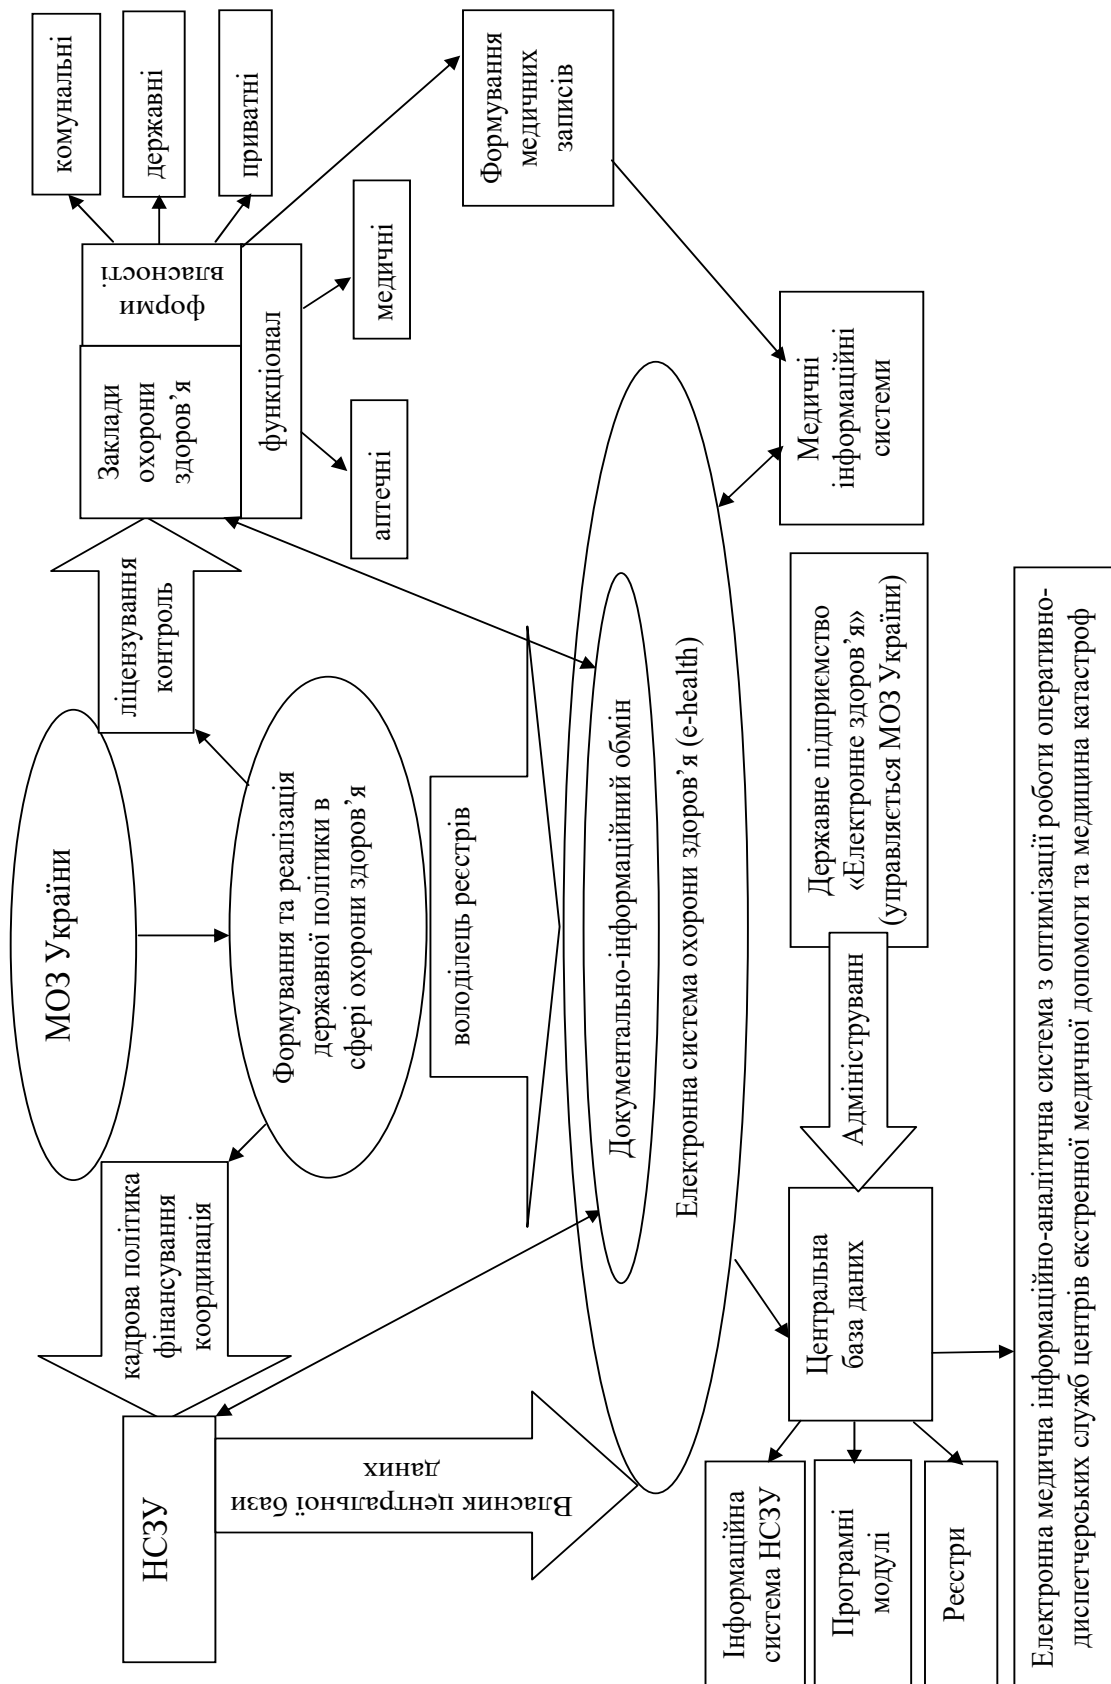 МОЗ України
кадрова політика
фінансування
координація
ліцензування
контроль
НСЗУ
Формування та реалізація
державної політики в
сфері охорони здоров’я
Заклади
охорони
здоров’я
форми
власності
функціонал
комунальні
державні
приватні
аптечні
медичні
Власник центральної бази
даних
володілець реєстрів
Формування
медичних
записів
Документально-інформаційний обмін
Електронна система охорони здоров’я (e-health)
Інформаційна
система НСЗУ
Програмні
модулі
Реєстри
Центральна
база даних
Адмініструванн
Державне підприємство
«Електронне здоров’я»
(управляється МОЗ України)
Медичні
інформаційні
системи
Електронна медична інформаційно-аналітична система з оптимізації роботи оперативно-
диспетчерських служб центрів екстренної медичної допомоги та медицина катастроф